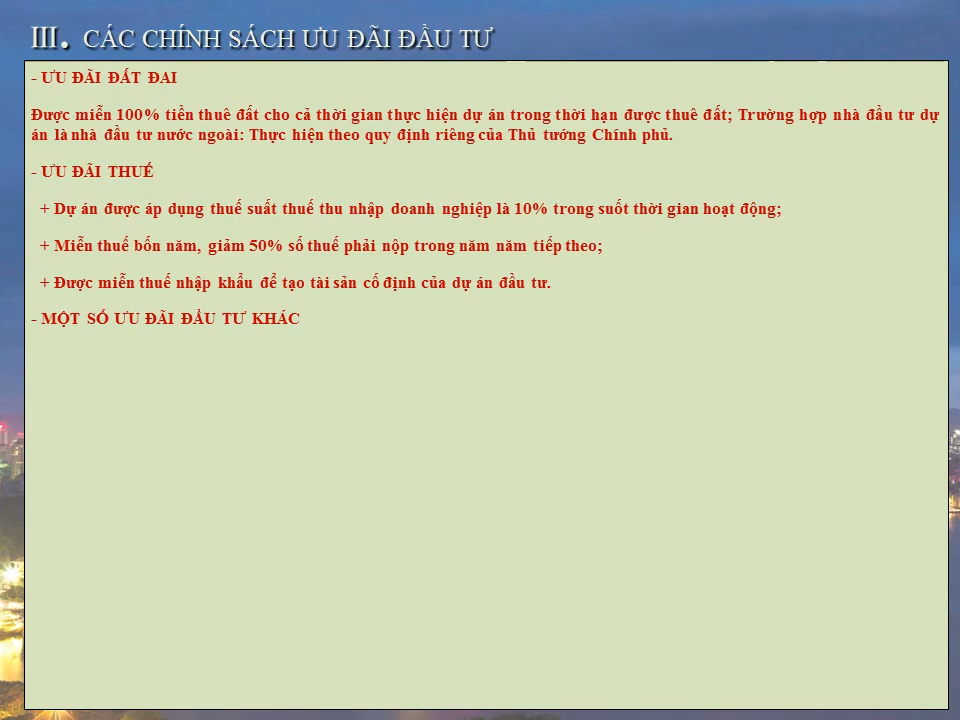 III. CÁC CHÍNH SÁCH ƯU ĐÃI ĐẦU TƯ
- ƯU ĐÃI ĐẤT ĐAI
Được miễn 100% tiền thuê đất cho cả thời gian thực hiện dự án trong thời hạn được thuê đất; Trường hợp nhà đầu tư dự
án là nhà đầu tư nước ngoài: Thực hiện theo quy định riêng của Thủ tướng Chính phủ.
- ƯU ĐÃI THUẾ
+ Dự án được áp dụng thuế suất thuế thu nhập doanh nghiệp là 10% trong suốt thời gian hoạt động;
+ Miễn thuế bốn năm, giảm 50% số thuế phải nộp trong năm năm tiếp theo;
+ Được miễn thuế nhập khẩu để tạo tài sản cố định của dự án đầu tư.
- MỘT SỐ ƯU ĐÃI ĐẦU TƯ KHÁC